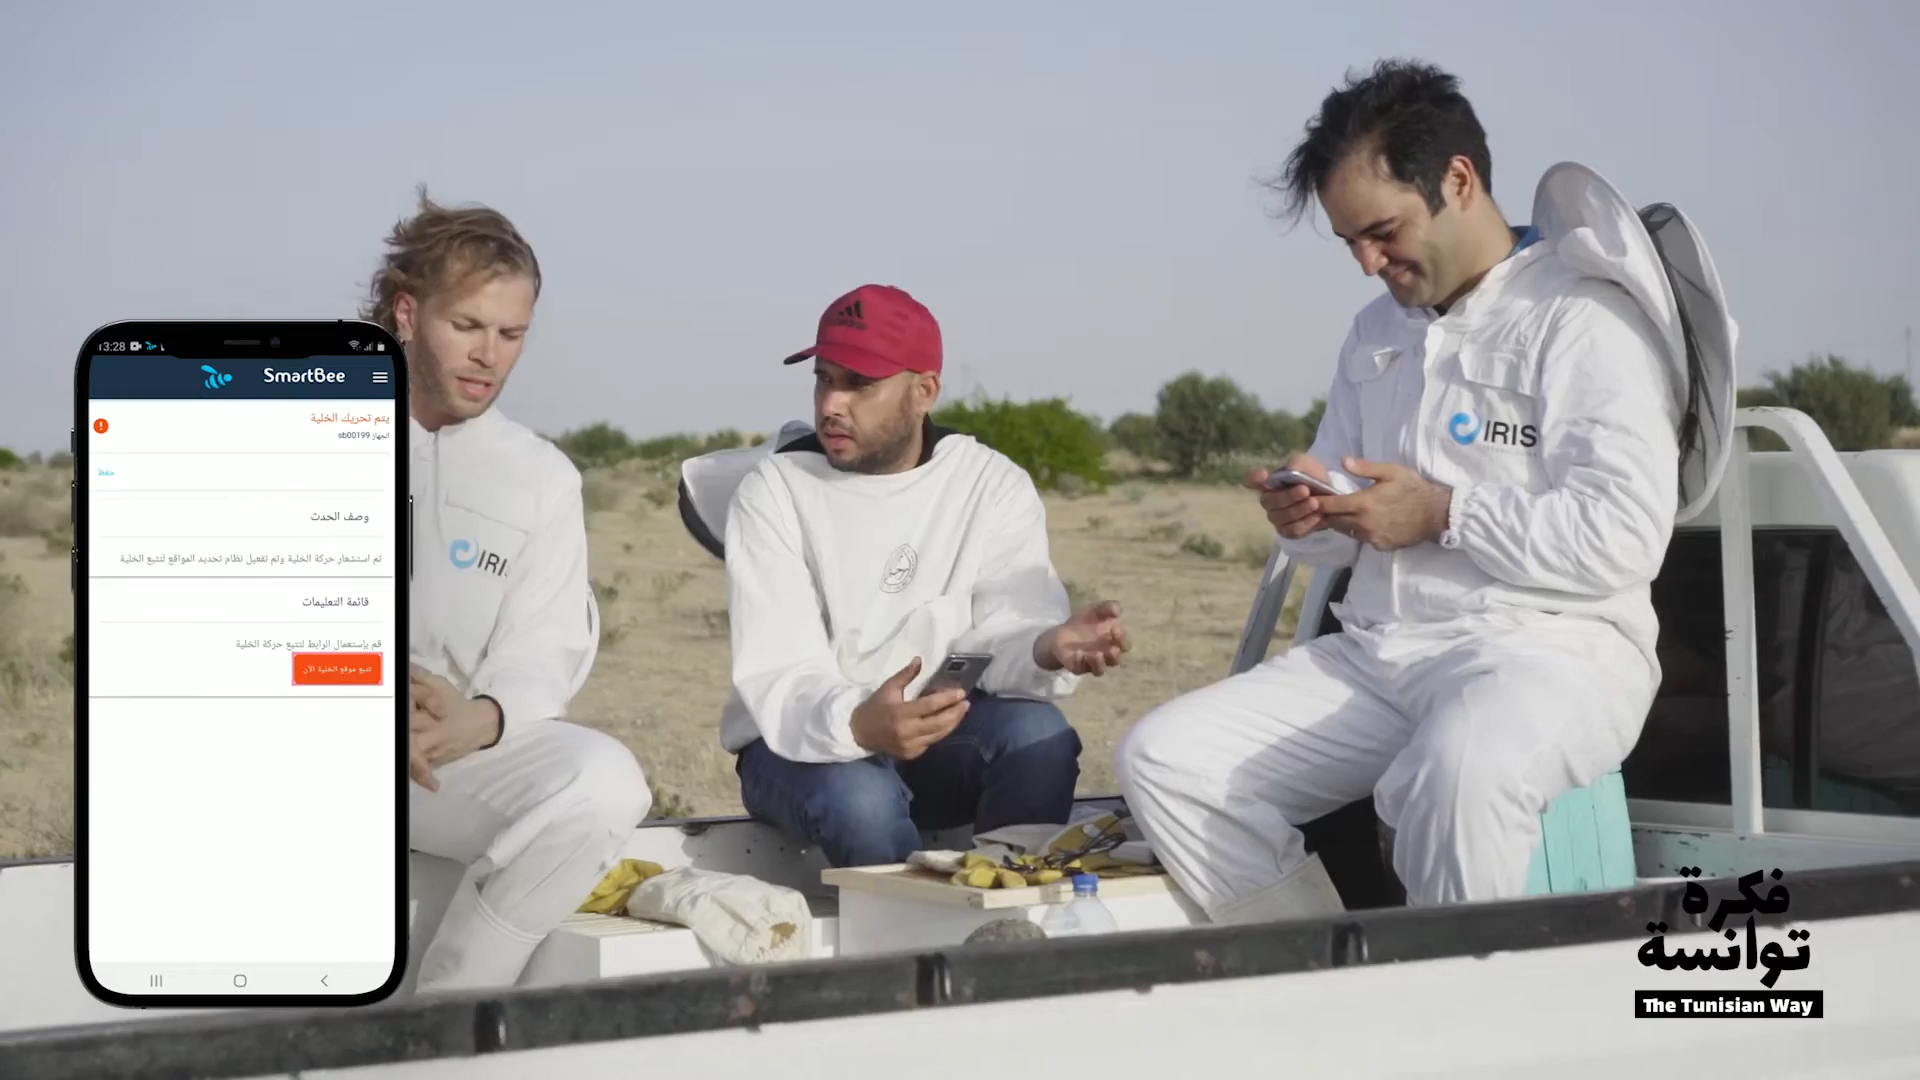 13:28
SmartBee
يتم تحريك الخلية
الجهاز sb00199
حفظ
وصف الحدث
تم استشعار حركة الخلية وتم تفعيل نظام تحديد المواقع لتتبع الخلية
قائمة التعليمات
قم بإستعمال الرابط لتتبع حركة الخلية
تتبع موقع الخلية الآن
IRI
IRIS
فكرة
توانسة
The Tunisian Way